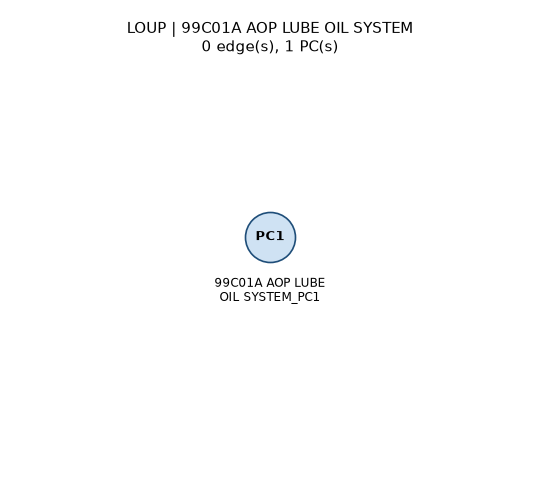 LOUP | 99C01A AOP LUBE OIL SYSTEM
0 edge(s), 1 PC(s)
PC1
99C01A AOP LUBE
OIL SYSTEM_PC1